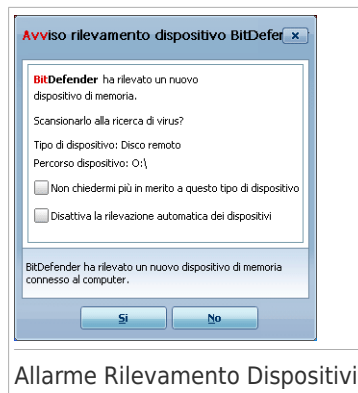 Avviso rilevamento dispositivo BitDefer
BitDefender ha rilevato un nuovo
dispositivo di memoria.
Scansionarlo alla ricerca di virus?
Tipo di dispositivo: Disco remoto
Percorso dispositivo: O:\
Non chiedermi più in merito a questo tipo di dispositivo
Disattiva la rilevazione automatica dei dispositivi
BitDefender ha rilevato un nuovo dispositivo di memoria
connesso al computer.
Si No
Allarme Rilevamento Dispositivi